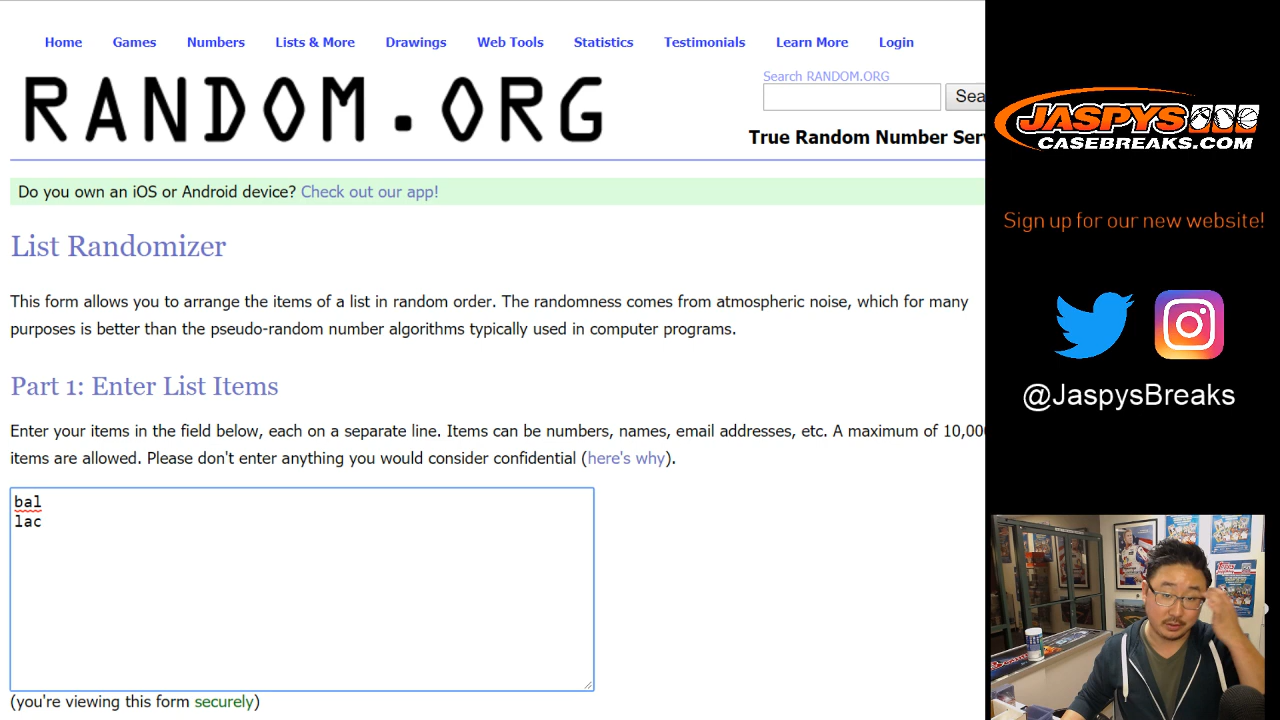 Home Games Numbers Lists & More Drawings Web Tools Statistics Testimonials Learn More Login
RANDOM.ORG
Search RANDOM.ORG
Sea
True Random Number Ser
Do you own an iOS or Android device? Check out our app!
List Randomizer
This form allows you to arrange the items of a list in random order. The randomness comes from atmospheric noise, which for many
purposes is better than the pseudo-random number algorithms typically used in computer programs.
Part 1: Enter List Items
Enter your items in the field below, each on a separate line. Items can be numbers, names, email addresses, etc. A maximum of 10,00
items are allowed. Please don't enter anything you would consider confidential (here's why).
bal
lac
(you're viewing this form securely)
JASPYS
CASEBREAKS.COM
Sign up for our new website!
@JaspysBreaks